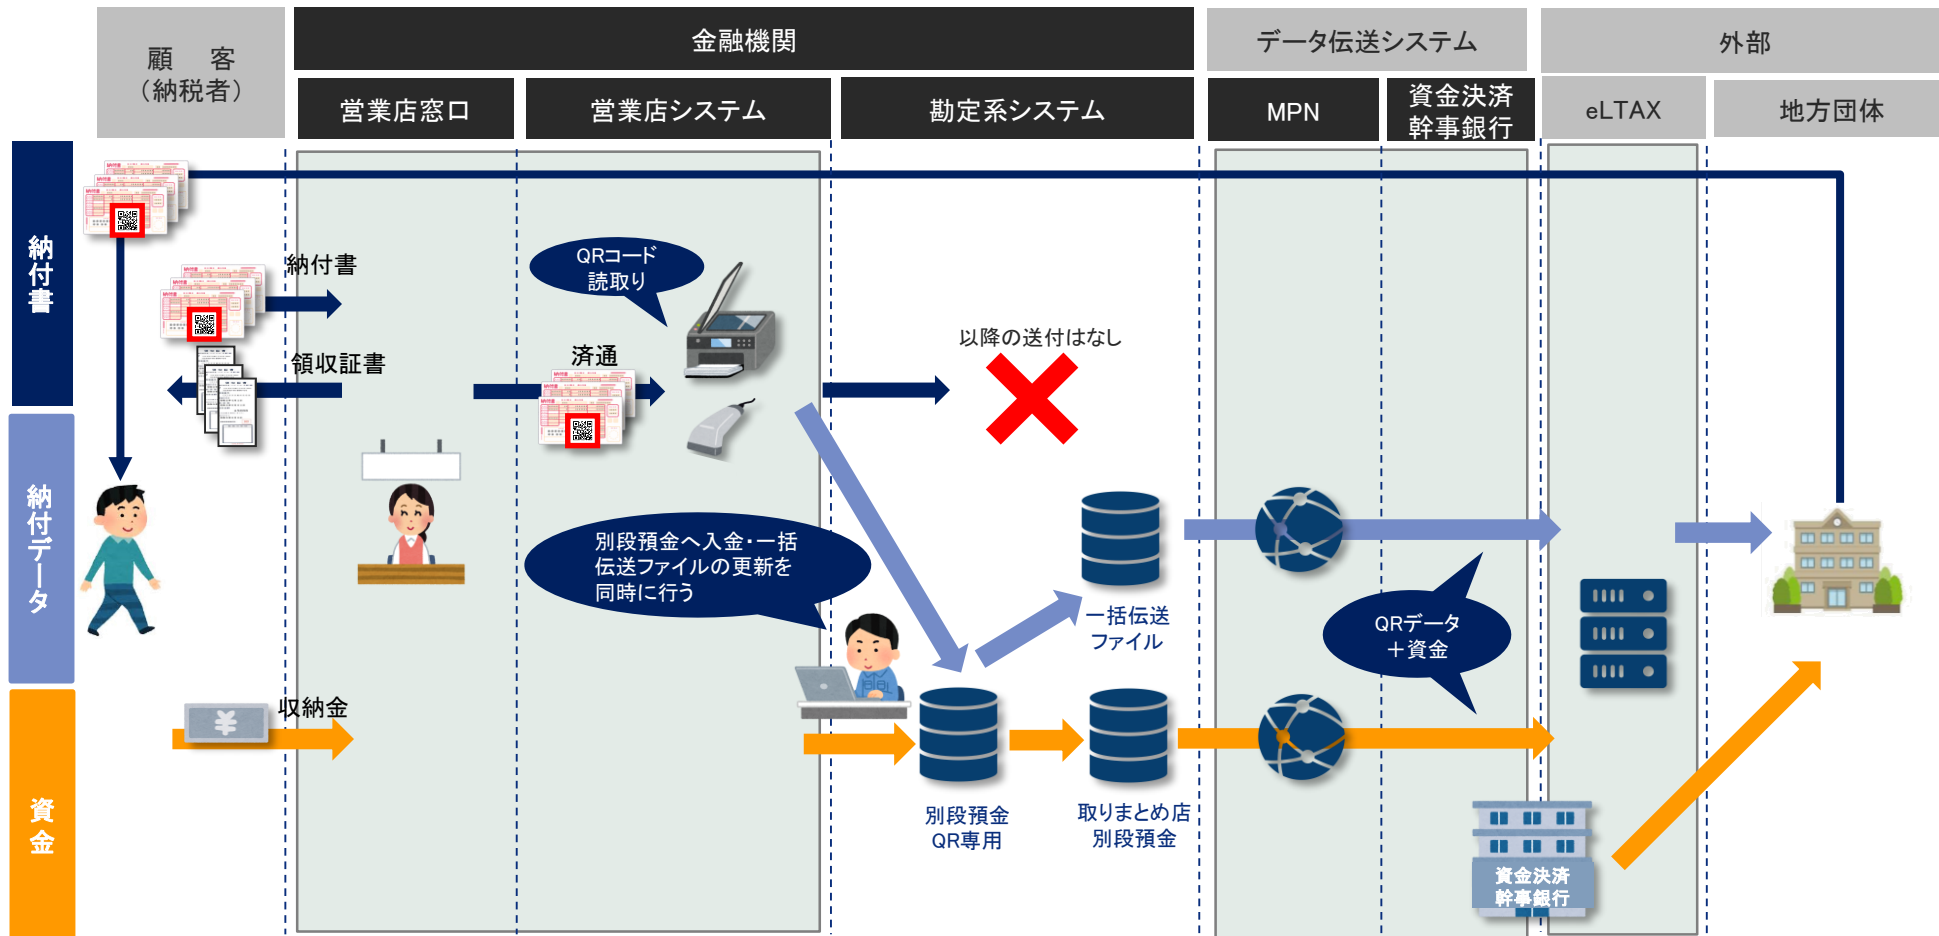 顧　客
（納税者）
金融機関
データ伝送システム
外部
営業店窓口
営業店システム
勘定系システム
MPN
資金決済
幹事銀行
eLTAX
地方団体
納付書
納付データ
資金
納付書
領収証書
QRコード
読取り
済通
以降の送付はなし
別段預金へ入金・一括
伝送ファイルの更新を
同時に行う
一括伝送
ファイル
QRデータ
＋資金
収納金
¥
別段預金
QR専用
取りまとめ店
別段預金
資金決済
幹事銀行